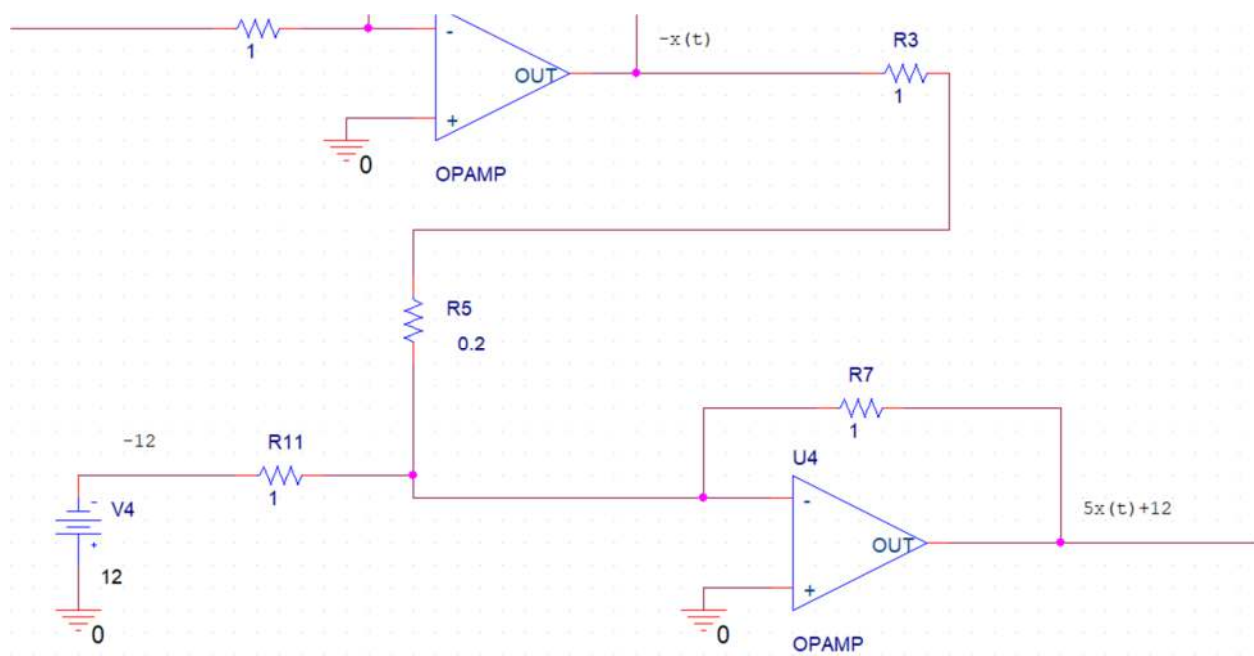 -x(t)
R3
1
-
OUT
1
+
0
OPAMP
R5
0.2
R7
-12
R11
1
U4
1
-
V4
-
5x(t)+12
OUT
+
12
+
0
0
OPAMP